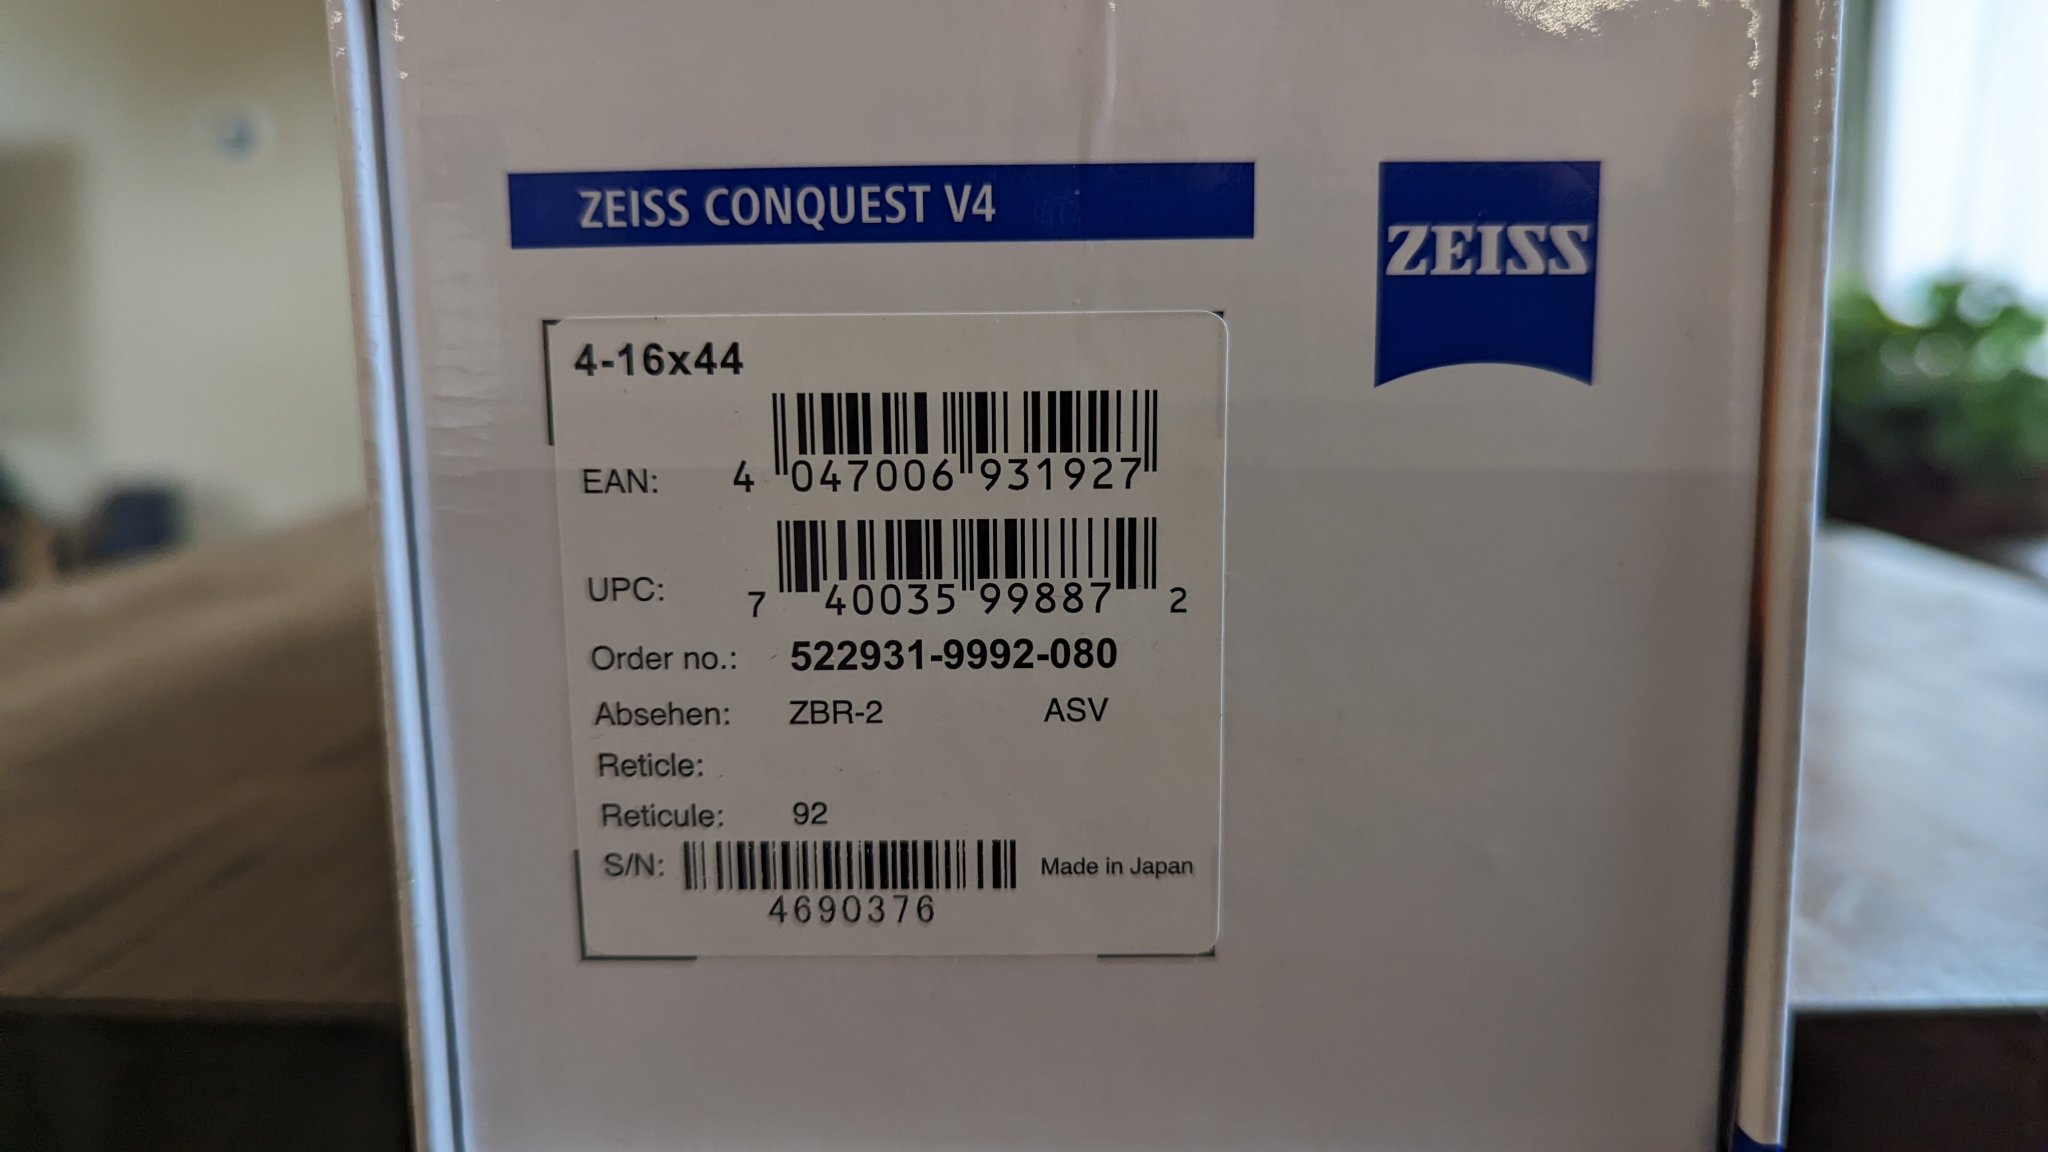 ZEISS CONQUEST V4
ZEISS
4-16x44
EAN: 4 047006 931927
UPC: 7 40035 99887 2
Order no.: 522931-9992-080
Absehen: ZBR-2 ASV
Reticle:
Reticule: 92
S/N: Made in Japan
4690376